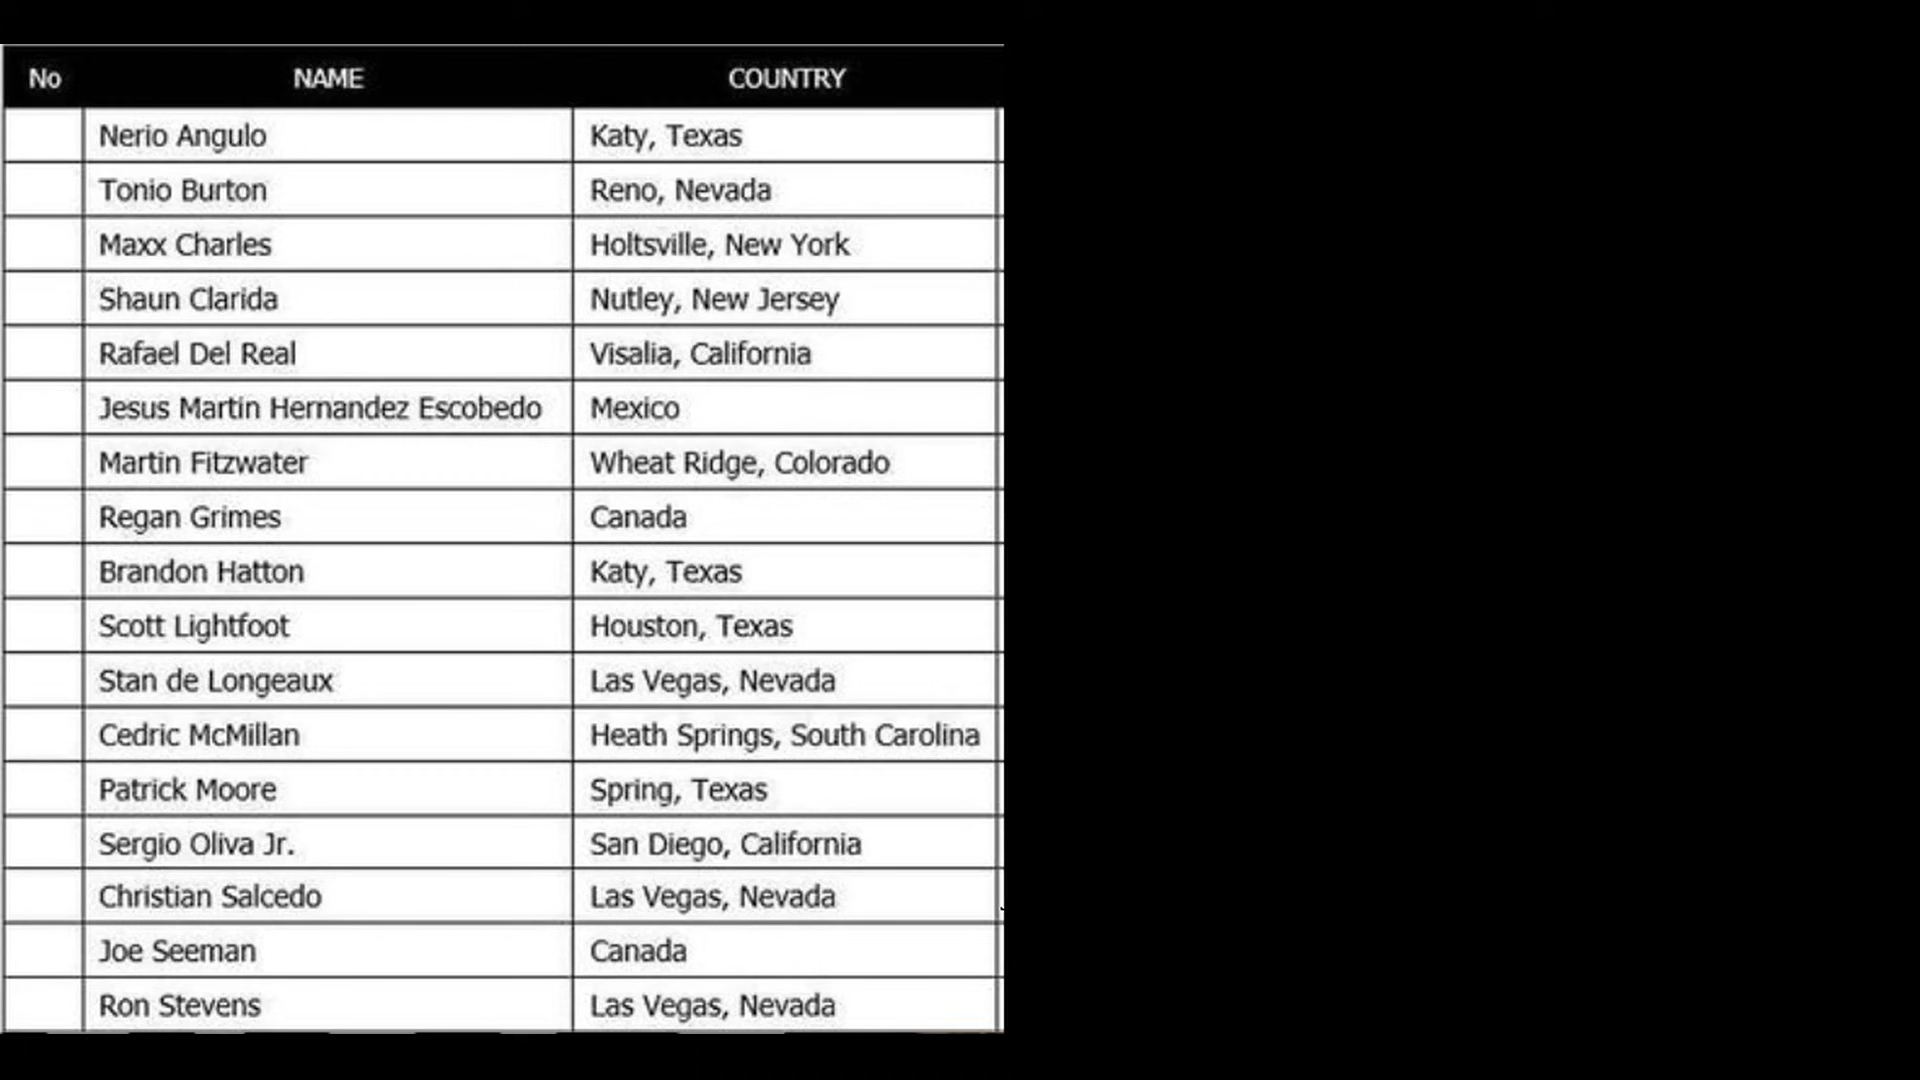 No NAME COUNTRY
Nerio Angulo Katy, Texas
Tonio Burton Reno, Nevada
Maxx Charles Holtsville, New York
Shaun Clarida Nutley, New Jersey
Rafael Del Real Visalia, California
Jesus Martin Hernandez Escobedo Mexico
Martin Fitzwater Wheat Ridge, Colorado
Regan Grimes Canada
Brandon Hatton Katy, Texas
Scott Lightfoot Houston, Texas
Stan de Longeaux Las Vegas, Nevada
Cedric McMillan Heath Springs, South Carolina
Patrick Moore Spring, Texas
Sergio Oliva Jr. San Diego, California
Christian Salcedo Las Vegas, Nevada
Joe Seeman Canada
Ron Stevens Las Vegas, Nevada